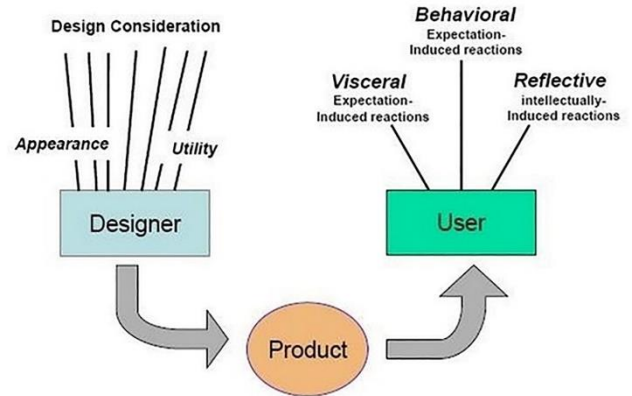 Design Consideration
Appearance
Utility
Designer
Product
Behavioral
Expectation-
Induced reactions
Visceral
Expectation-
Induced reactions
Reflective
intellectually-
Induced reactions
User